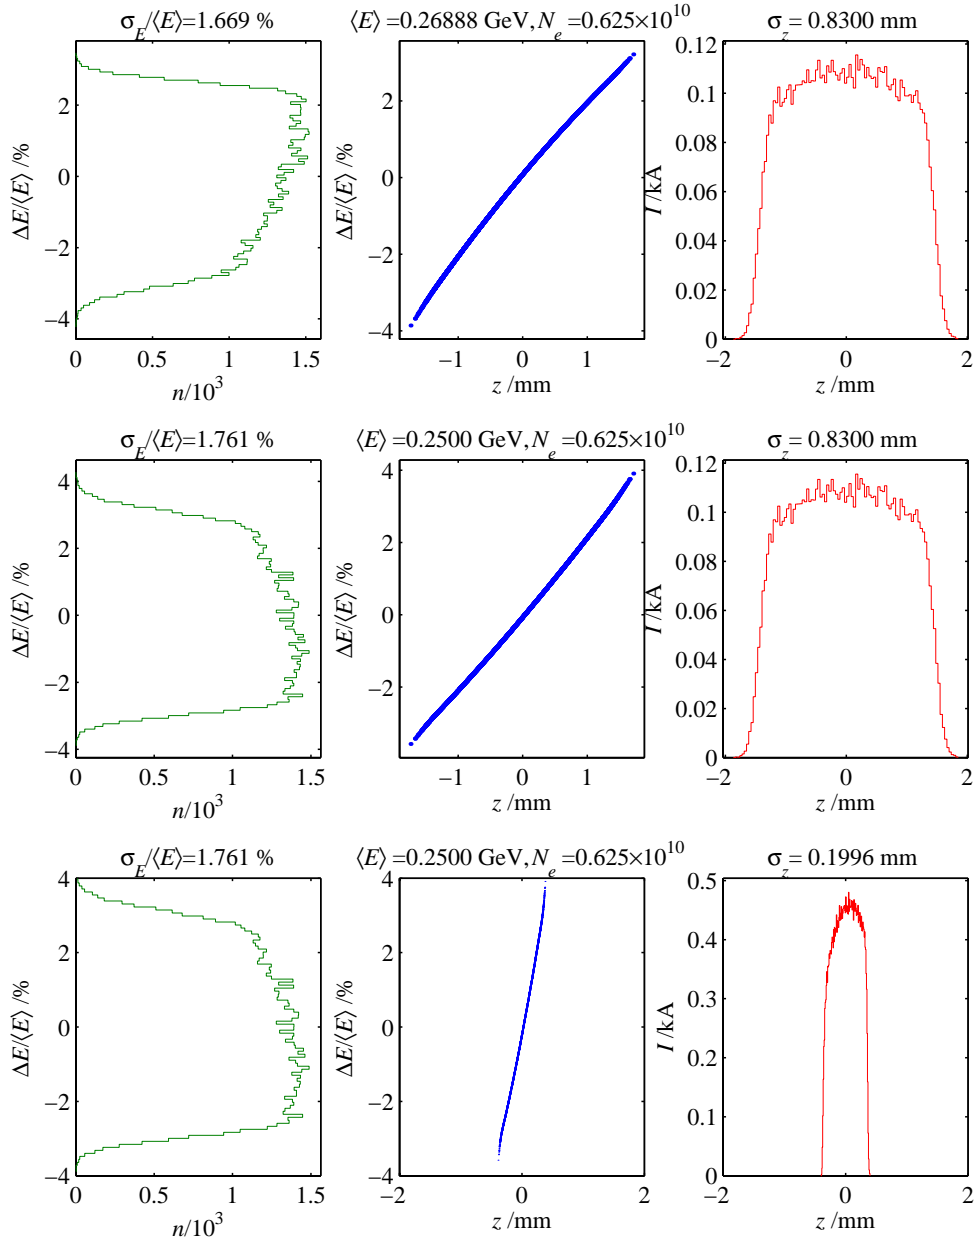 σ_E/⟨E⟩=1.669 %
⟨E⟩ =0.26888 GeV, N_e =0.625×10^10
σ_z = 0.8300 mm
ΔE/⟨E⟩ /%
2
0
−2
−4
0 0.5 1 1.5
n/10^3
ΔE/⟨E⟩ /%
2
0
−2
−4
−1 0 1
z /mm
I /kA
0.12
0.1
0.08
0.06
0.04
0.02
0
−2 0 2
z /mm
σ_E/⟨E⟩=1.761 %
⟨E⟩ =0.2500 GeV, N_e =0.625×10^10
σ_z = 0.8300 mm
ΔE/⟨E⟩ /%
4
2
0
−2
−4
0 0.5 1 1.5
n/10^3
ΔE/⟨E⟩ /%
4
2
0
−2
−1 0 1
z /mm
I /kA
0.12
0.1
0.08
0.06
0.04
0.02
0
−2 0 2
z /mm
σ_E/⟨E⟩=1.761 %
⟨E⟩ =0.2500 GeV, N_e =0.625×10^10
σ_z = 0.1996 mm
ΔE/⟨E⟩ /%
4
2
0
−2
−4
0 0.5 1 1.5
n/10^3
ΔE/⟨E⟩ /%
4
2
0
−2
−4
−2 0 2
z /mm
I /kA
0.5
0.4
0.3
0.2
0.1
0
−2 0 2
z /mm